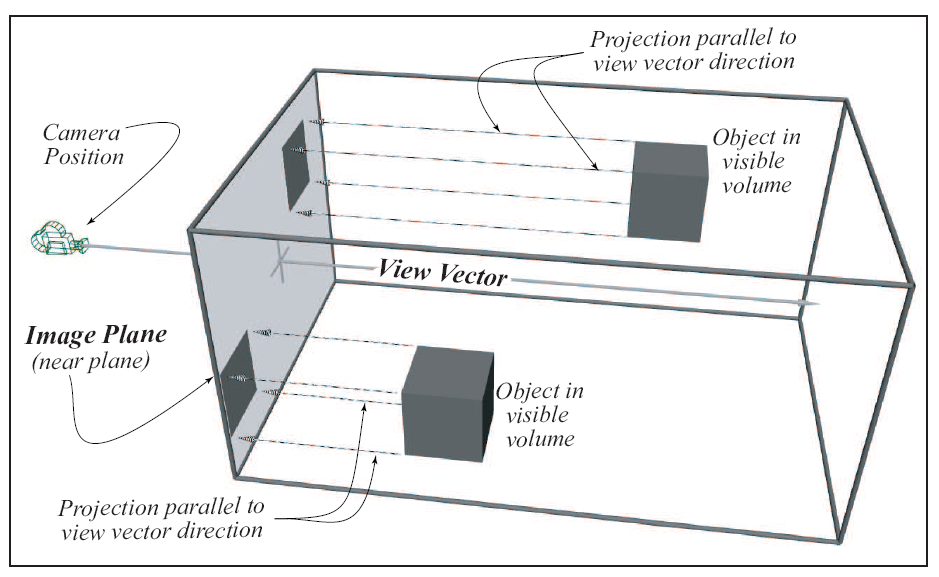 Projection parallel to
view vector direction
Camera
Position
Object in
visible
volume
View Vector
Image Plane
(near plane)
Object in
visible
volume
Projection parallel to
view vector direction